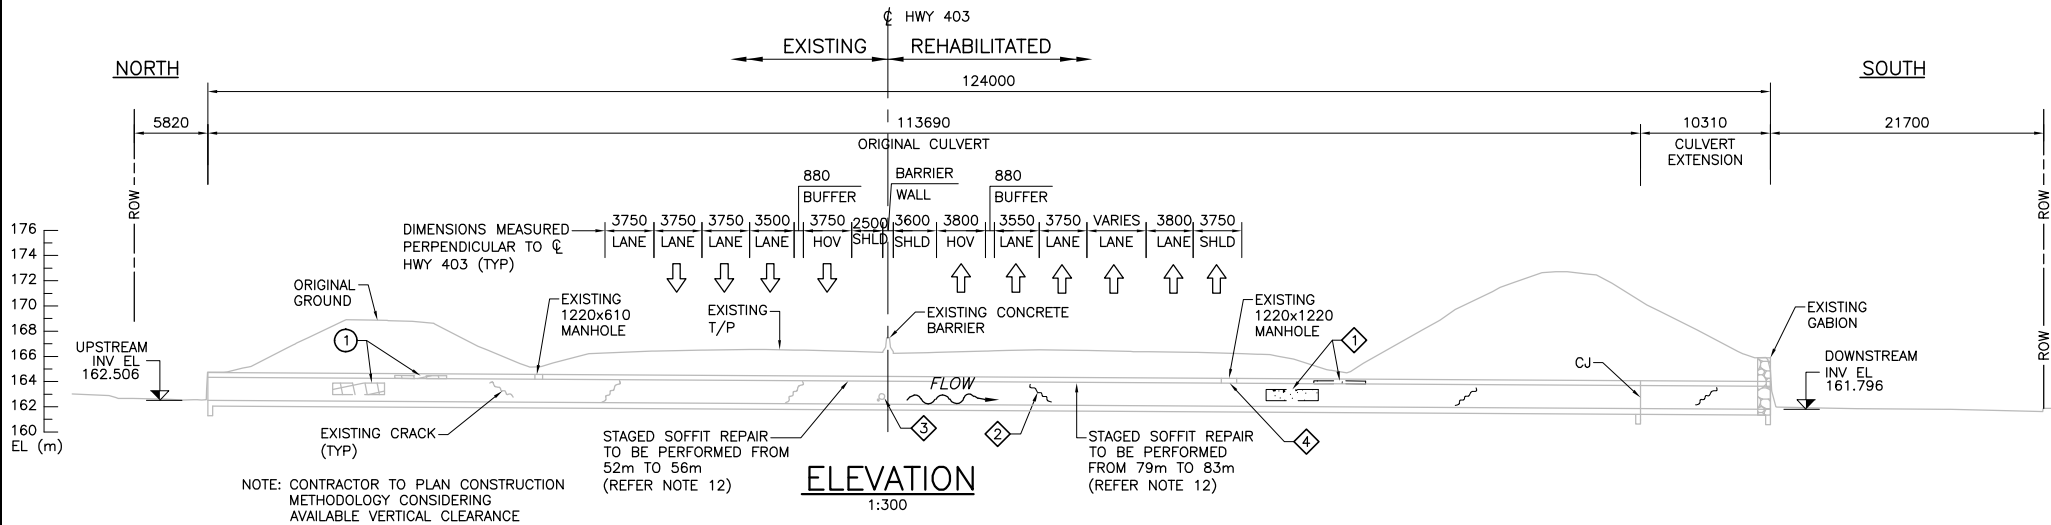 ℄ HWY 403
EXISTING
REHABILITATED
NORTH
SOUTH
124000
5820
113690
10310
21700
ORIGINAL CULVERT
CULVERT
EXTENSION
ROW
ROW
ROW
880
BUFFER
BARRIER
WALL
880
BUFFER
DIMENSIONS MEASURED
PERPENDICULAR TO ℄
HWY 403 (TYP)
3750
LANE
3750
LANE
3750
LANE
3500
LANE
3750
HOV
2500
SHLD
3600
SHLD
3800
HOV
3550
LANE
3750
LANE
VARIES
LANE
3800
LANE
3750
SHLD
176
174
172
170
168
166
164
162
160
EL (m)
ORIGINAL
GROUND
EXISTING
1220x610
MANHOLE
EXISTING
T/P
EXISTING CONCRETE
BARRIER
EXISTING
1220x1220
MANHOLE
EXISTING
GABION
UPSTREAM
INV EL
162.506
1
1
CJ
DOWNSTREAM
INV EL
161.796
FLOW
3
2
4
EXISTING CRACK
(TYP)
STAGED SOFFIT REPAIR
TO BE PERFORMED FROM
52m TO 56m
(REFER NOTE 12)
STAGED SOFFIT REPAIR
TO BE PERFORMED
FROM 79m TO 83m
(REFER NOTE 12)
NOTE: CONTRACTOR TO PLAN CONSTRUCTION
METHODOLOGY CONSIDERING
AVAILABLE VERTICAL CLEARANCE
ELEVATION
1:300